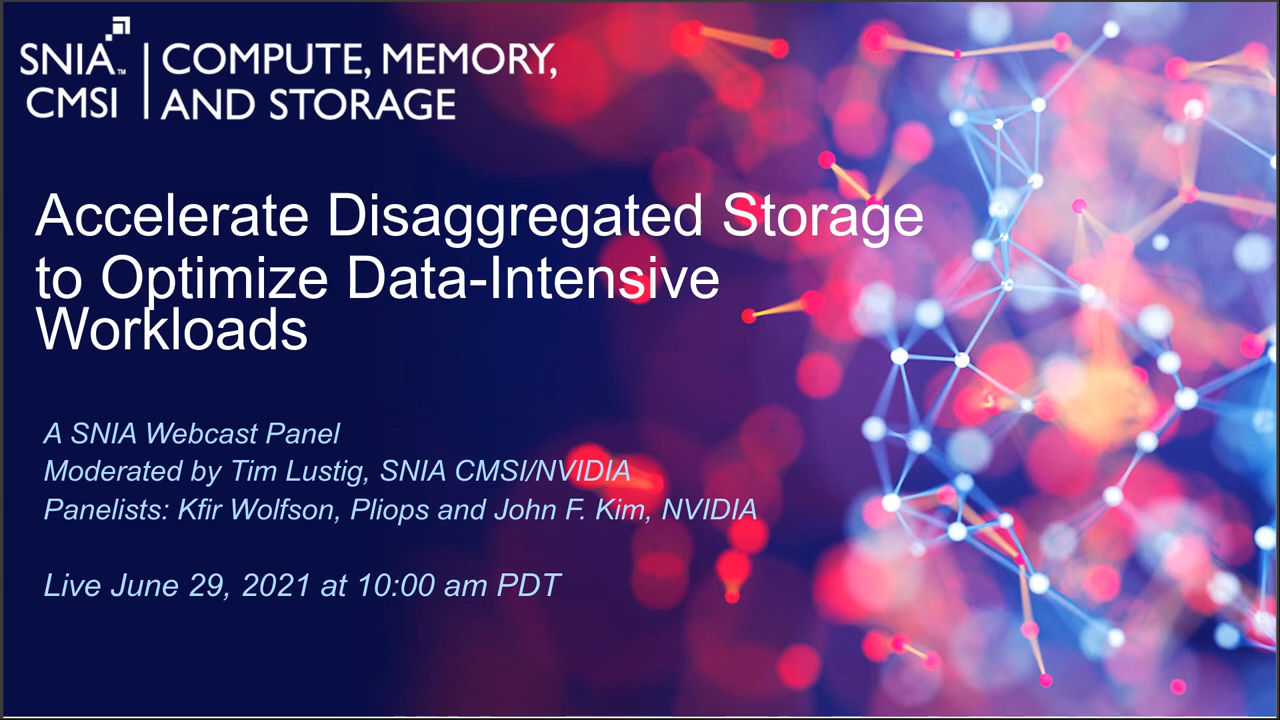 SNIA™ | COMPUTE, MEMORY,
CMSI | AND STORAGE
Accelerate Disaggregated Storage
to Optimize Data-Intensive
Workloads
A SNIA Webcast Panel
Moderated by Tim Lustig, SNIA CMSI/NVIDIA
Panelists: Kfir Wolfson, Pliops and John F. Kim, NVIDIA
Live June 29, 2021 at 10:00 am PDT